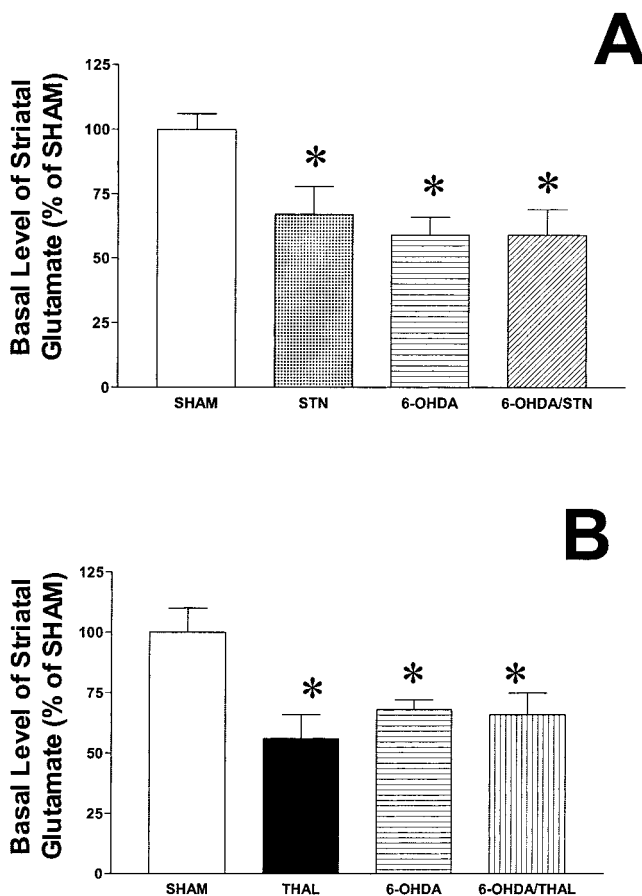 A
Basal Level of Striatal
Glutamate (% of SHAM)
125
100
75
50
25
0
*
*
*
SHAM
STN
6-OHDA
6-OHDA/STN
B
Basal Level of Striatal
Glutamate (% of SHAM)
125
100
75
50
25
0
*
*
*
SHAM
THAL
6-OHDA
6-OHDA/THAL